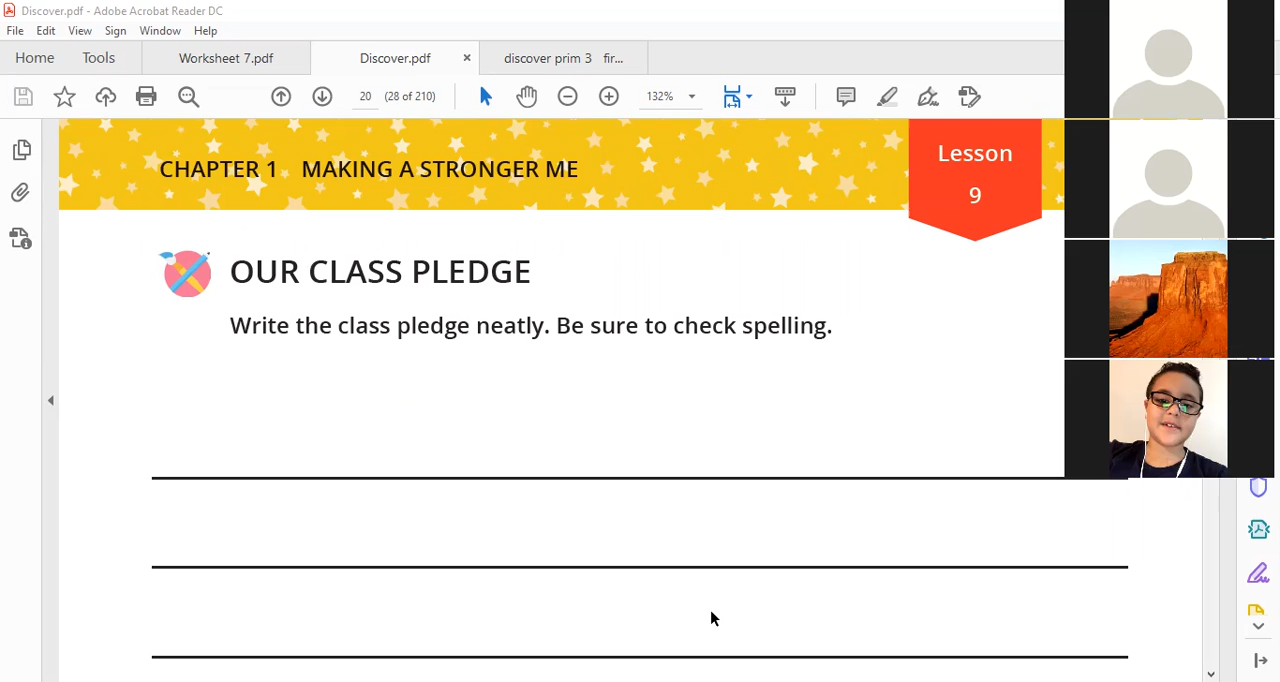 Discover.pdf - Adobe Acrobat Reader DC
File Edit View Sign Window Help
Home Tools Worksheet 7.pdf Discover.pdf × discover prim 3 fir...
20 (28 of 210) 132%
CHAPTER 1 MAKING A STRONGER ME
Lesson
9
OUR CLASS PLEDGE
Write the class pledge neatly. Be sure to check spelling.